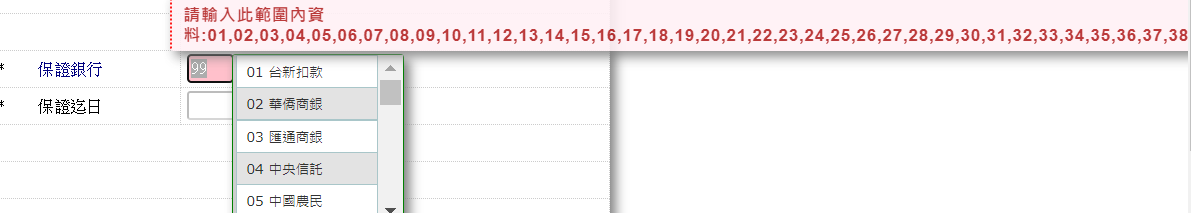 請輸入此範圍內資
料:01,02,03,04,05,06,07,08,09,10,11,12,13,14,15,16,17,18,19,20,21,22,23,24,25,26,27,28,29,30,31,32,33,34,35,36,37,38
* 保證銀行 99
01 台新扣款
02 華僑商銀
* 保證迄日
03 匯通商銀
04 中央信託
05 中國農民